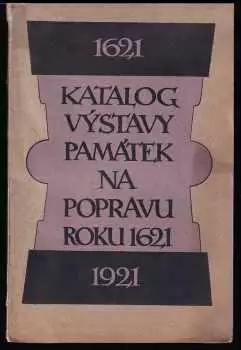 1621
KATALOG
VÝSTAVY
PAMÁTEK
NA
POPRAVU
ROKU 1621
1921